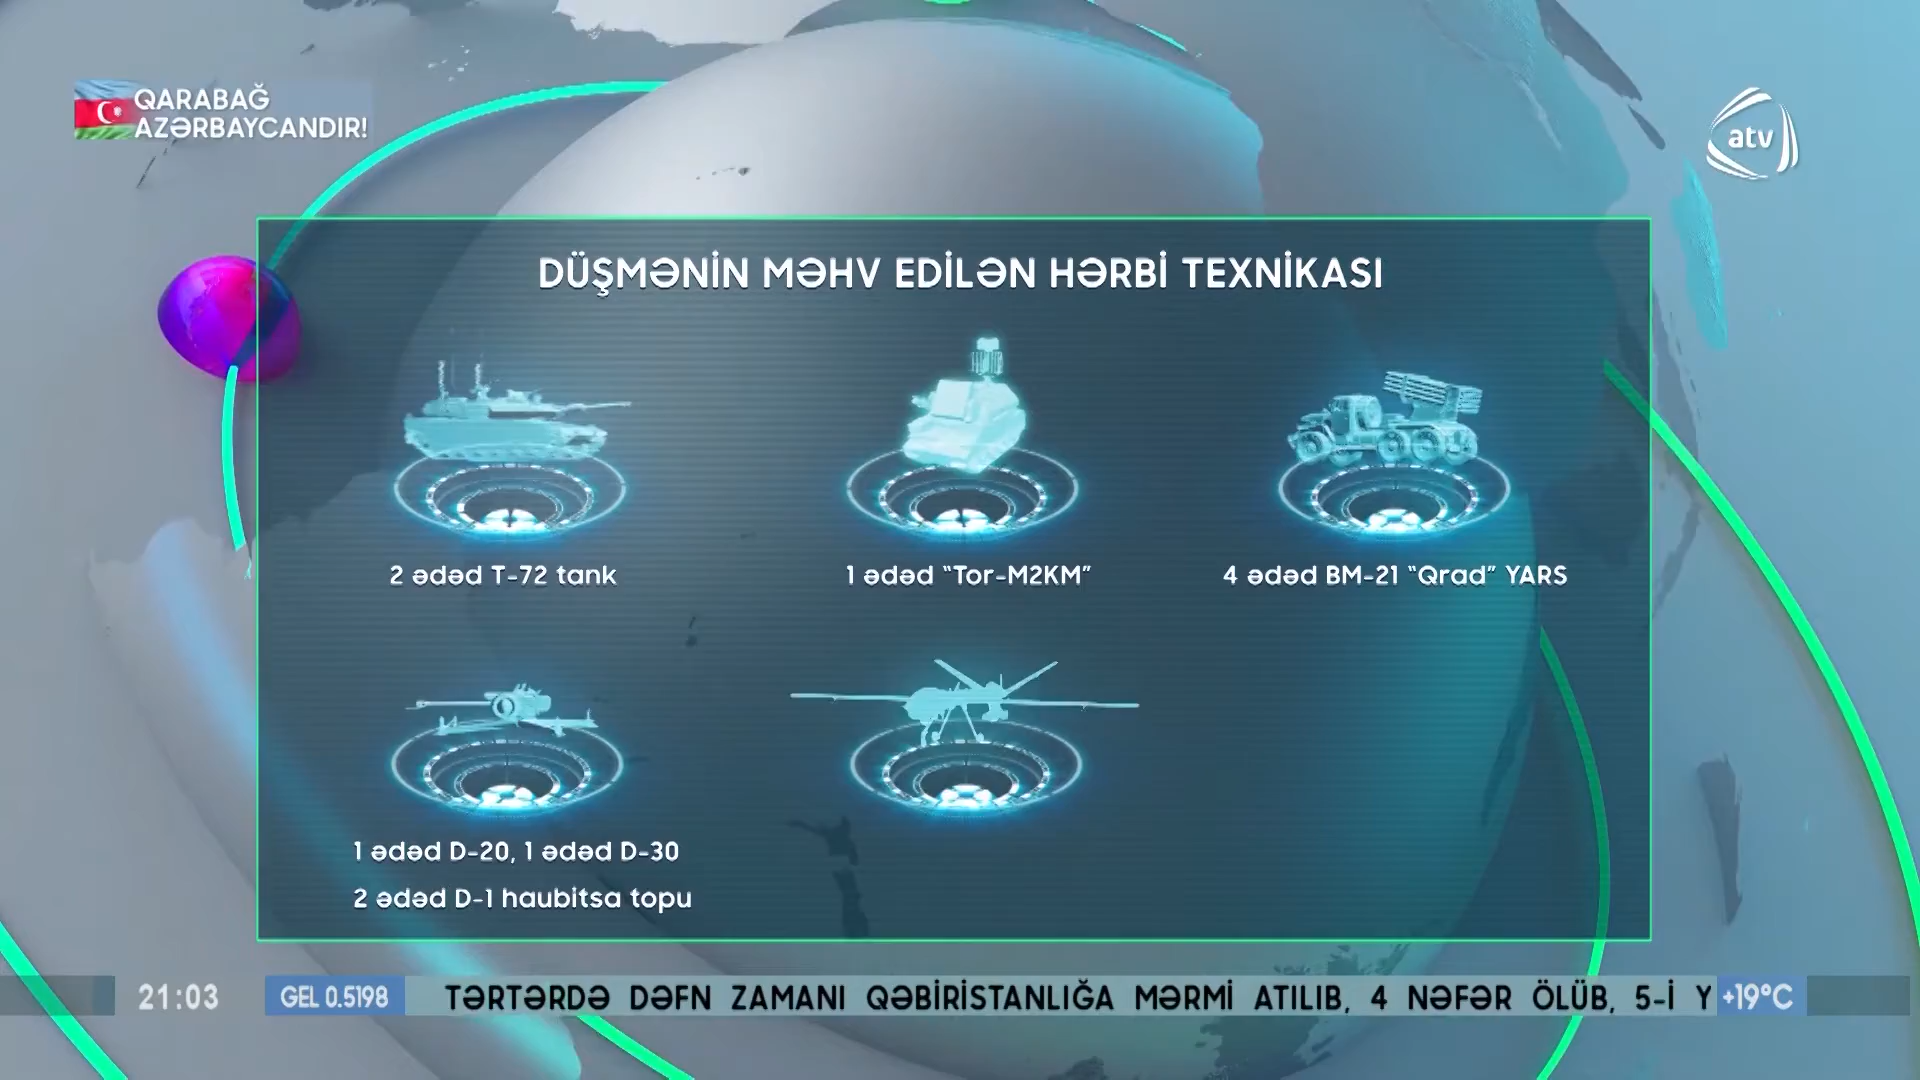 QARABAĞ
AZƏRBAYCANDIR!
atv
DÜŞMƏNİN MƏHV EDİLƏN HƏRBİ TEXNİKASI
2 ədəd T-72 tank
1 ədəd “Tor-M2KM”
4 ədəd BM-21 “Qrad” YARS
1 ədəd D-20, 1 ədəd D-30
2 ədəd D-1 haubitsa topu
21:03 GEL 0.5198 TƏRTƏRDƏ DƏFN ZAMANI QƏBİRİSTANLIĞA MƏRMİ ATILIB, 4 NƏFƏR ÖLÜB, 5-İ Y +19°C